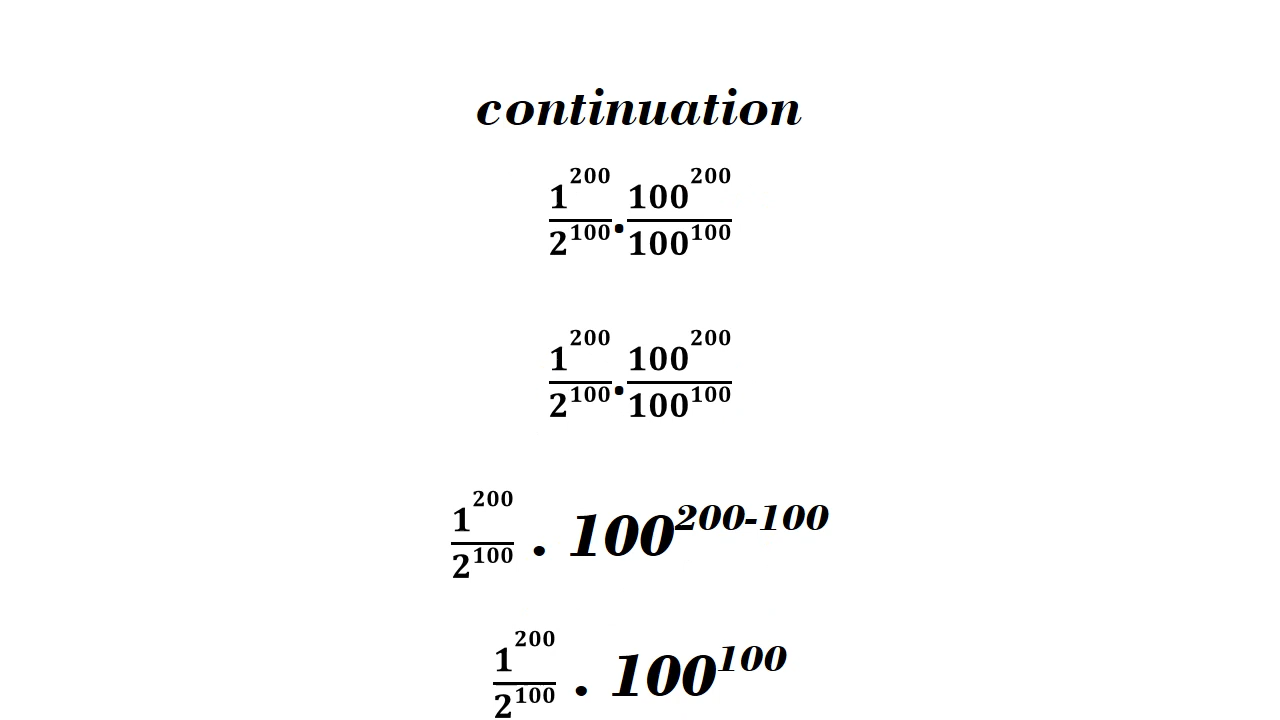 continuation
1^200/2^100 . 100^200/100^100
1^200/2^100 . 100^200/100^100
1^200/2^100 . 100^200-100
1^200/2^100 . 100^100